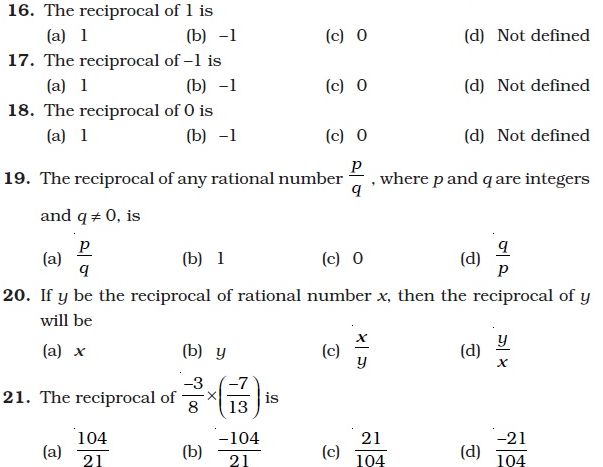 16. The reciprocal of 1 is
(a) 1 (b) –1 (c) 0 (d) Not defined
17. The reciprocal of –1 is
(a) 1 (b) –1 (c) 0 (d) Not defined
18. The reciprocal of 0 is
(a) 1 (b) –1 (c) 0 (d) Not defined
19. The reciprocal of any rational number p/q , where p and q are integers
and q ≠ 0, is
(a) p/q (b) 1 (c) 0 (d) q/p
20. If y be the reciprocal of rational number x, then the reciprocal of y
will be
(a) x (b) y (c) x/y (d) y/x
21. The reciprocal of –3/8 × (–7/13) is
(a) 104/21 (b) –104/21 (c) 21/104 (d) –21/104